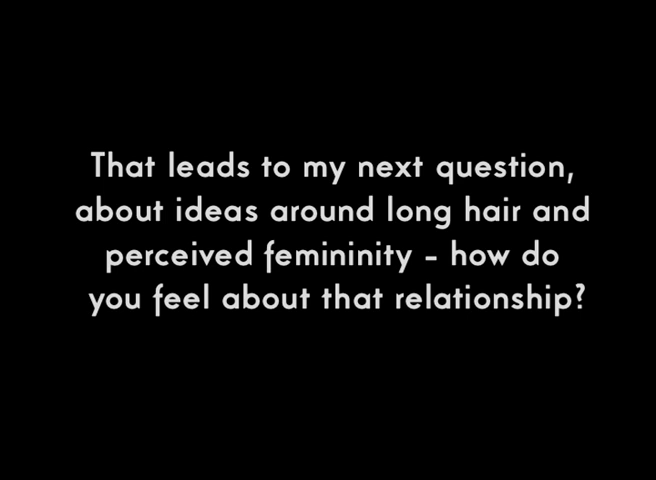 That leads to my next question,
about ideas around long hair and
perceived femininity - how do
you feel about that relationship?